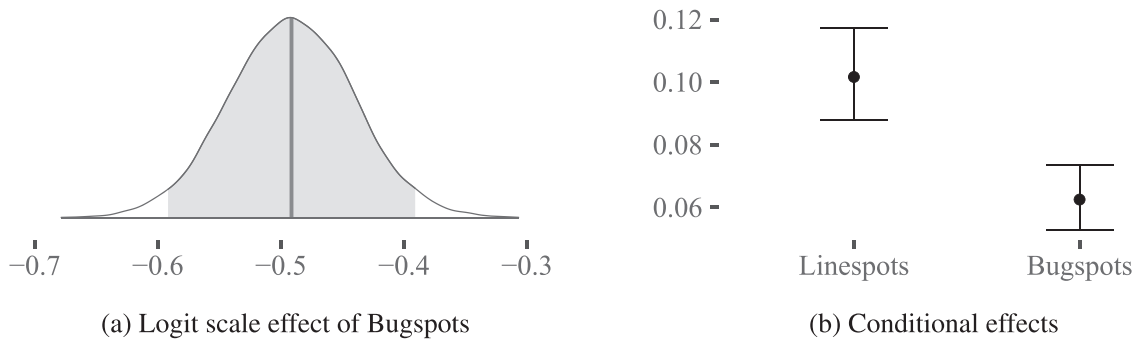 0.12
0.10
0.08
0.06
−0.7 −0.6 −0.5 −0.4 −0.3
Linespots Bugspots
(a) Logit scale effect of Bugspots
(b) Conditional effects